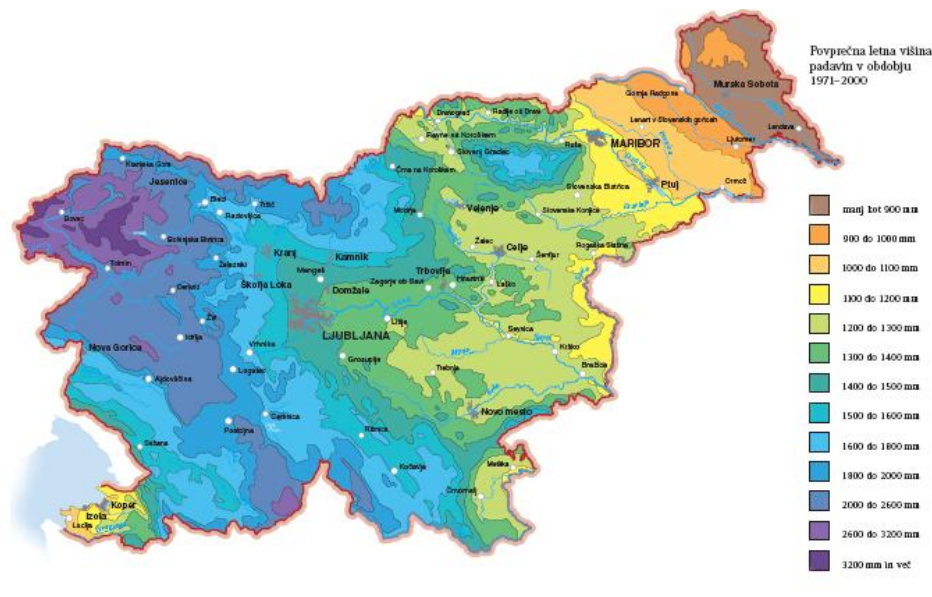 Povprečna letna višina
padavin v obdobju
1971–2000
manj kot 900 mm
900 do 1000 mm
1000 do 1100 mm
1100 do 1200 mm
1200 do 1300 mm
1300 do 1400 mm
1400 do 1500 mm
1500 do 1600 mm
1600 do 1800 mm
1800 do 2000 mm
2000 do 2600 mm
2600 do 3200 mm
3200 mm in več
Murska Sobota
Gornja Radgona
Lenart v Slovenskih goricah
Lendava
Ljutomer
Dravograd
Radlje ob Dravi
Ravne na Koroškem
Slovenj Gradec
Ruše
MARIBOR
Ptuj
Ormož
Črna na Koroškem
Slovenska Bistrica
Slovenske Konjice
Velenje
Mozirje
Kranjska Gora
Jesenice
Bled
Radovljica
Tržič
Bovec
Bohinjska Bistrica
Tolmin
Železniki
Kranj
Kamnik
Mengeš
Škofja Loka
Domžale
Žalec
Celje
Šentjur
Rogaška Slatina
Trbovlje
Zagorje ob Savi
Hrastnik
Laško
Cerkno
Žiri
Idrija
LJUBLJANA
Litija
Sevnica
Krško
Brežice
Nova Gorica
Vrhnika
Logatec
Grosuplje
Trebnje
Ajdovščina
Novo mesto
Postojna
Cerknica
Ribnica
Sežana
Kočevje
Metlika
Črnomelj
Koper
Izola
Lucija